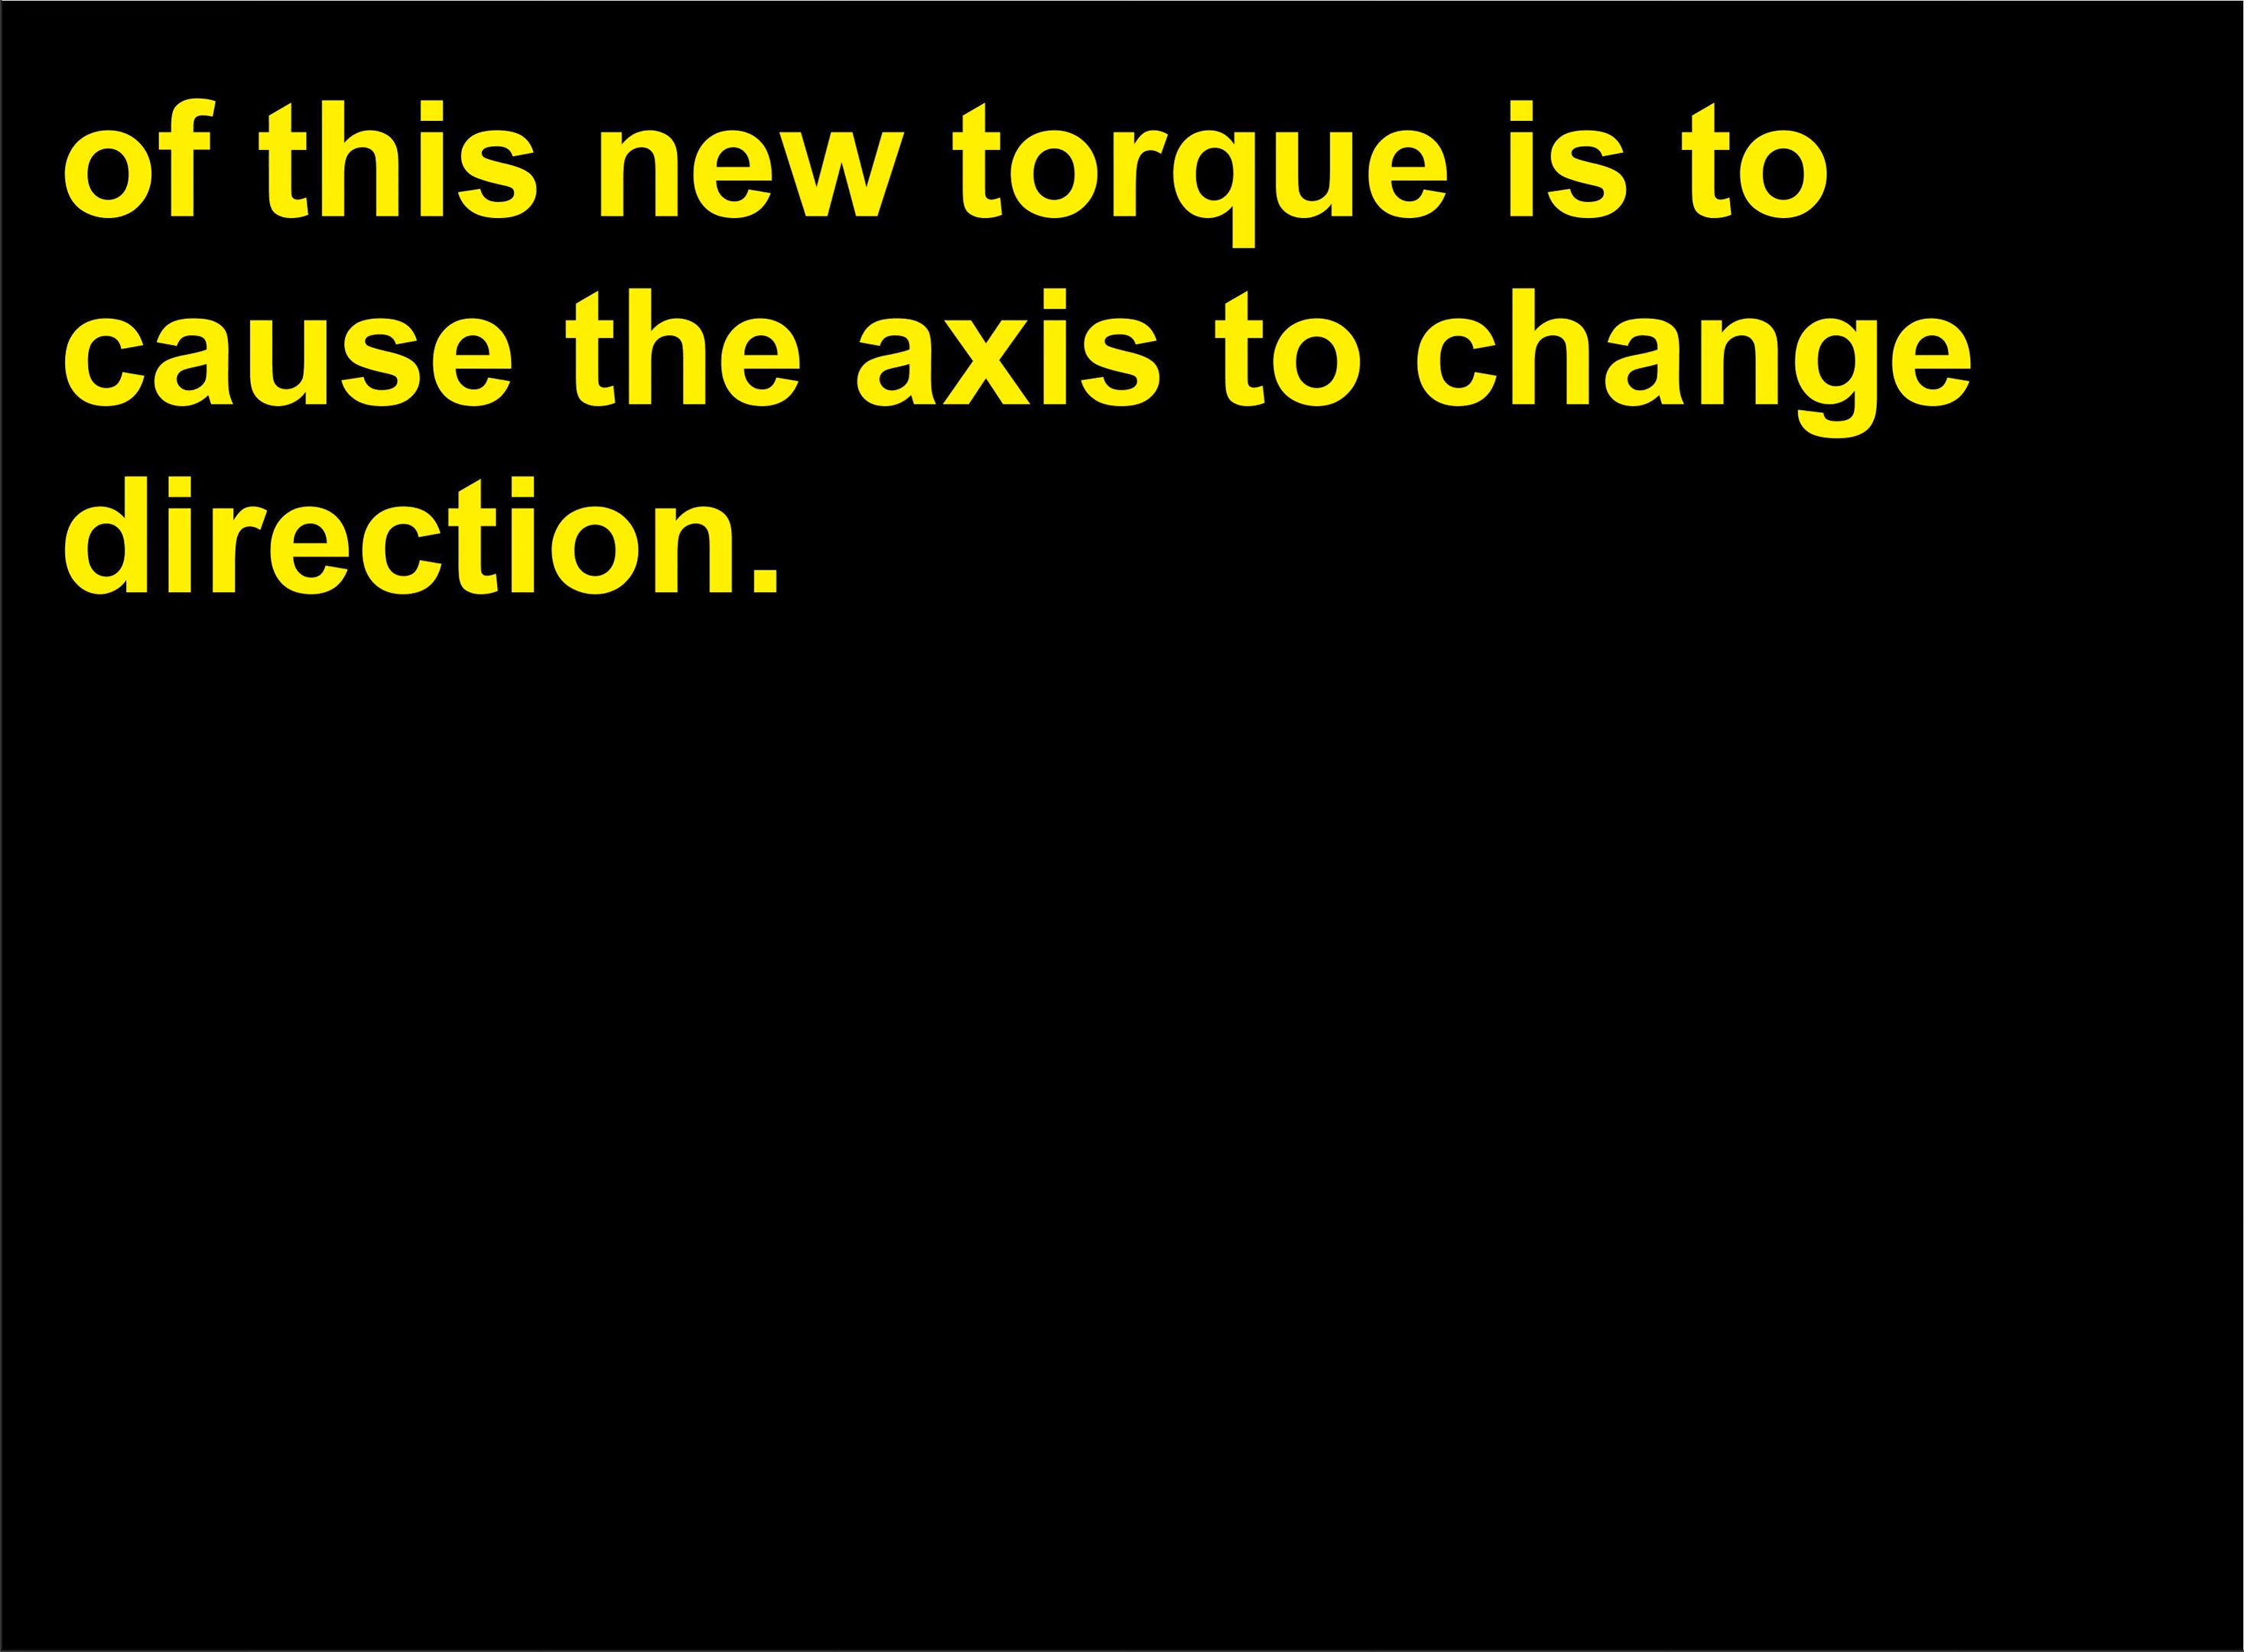 of this new torque is to
cause the axis to change
direction.